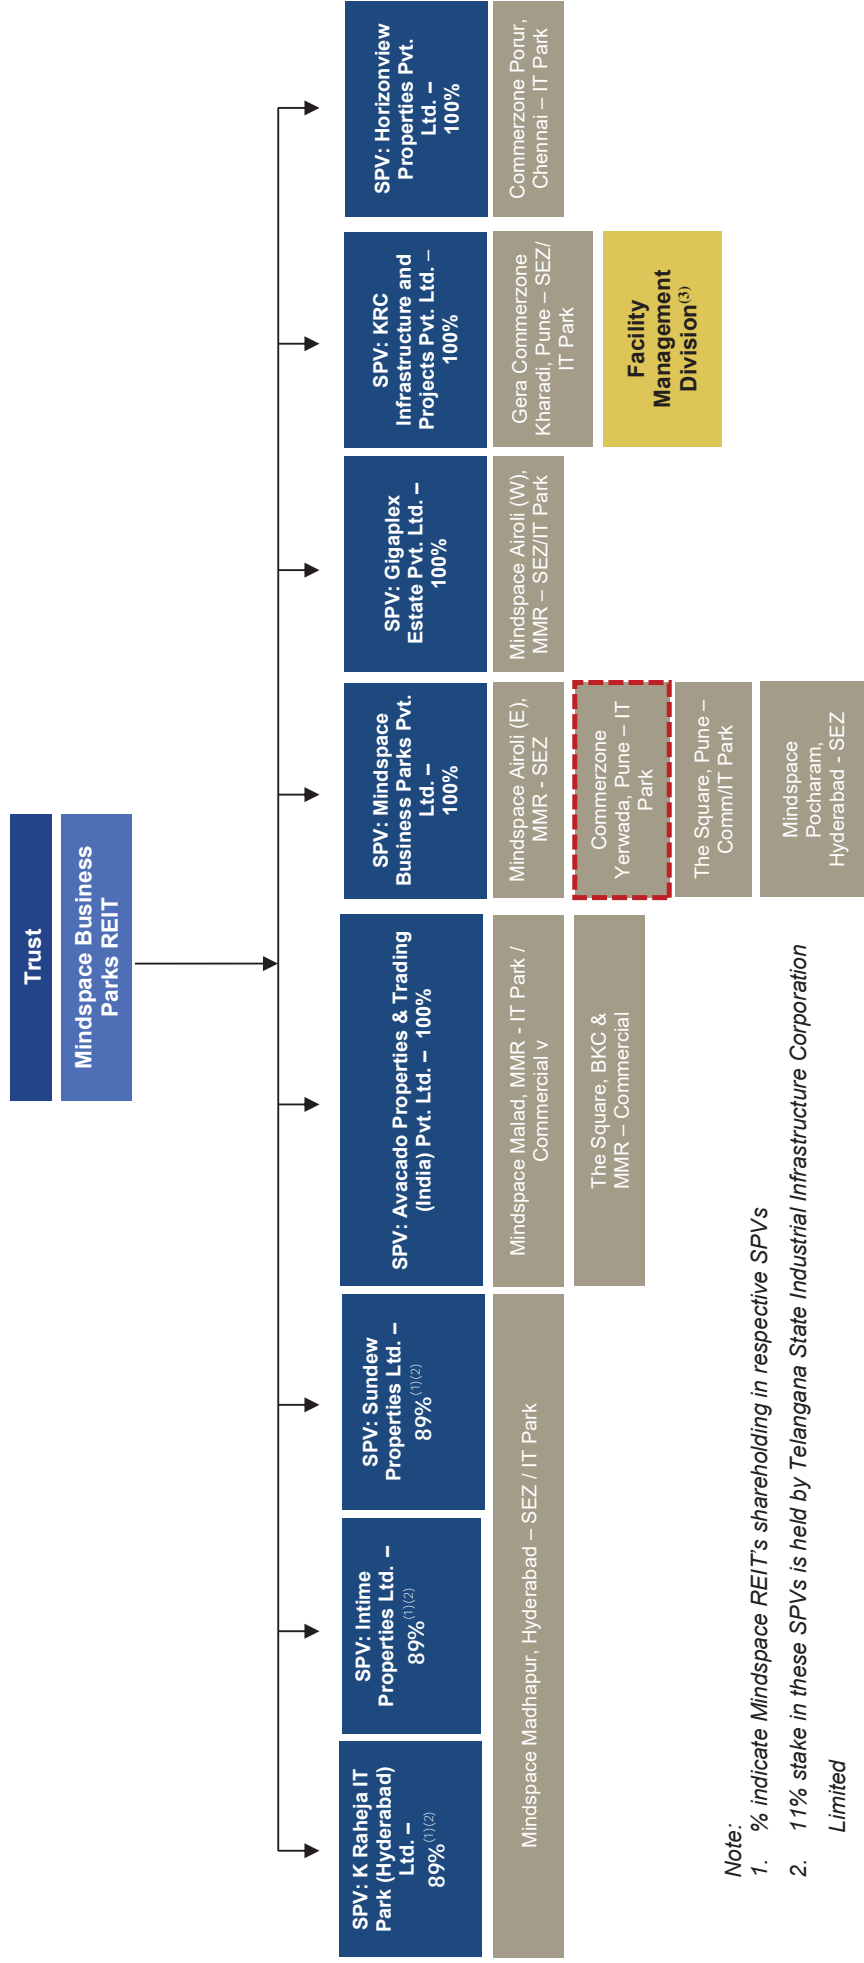 Trust
Mindspace Business
Parks REIT
SPV: K Raheja IT
Park (Hyderabad)
Ltd. –
89%(1)(2)
SPV: Intime
Properties Ltd. –
89%(1)(2)
SPV: Sundew
Properties Ltd. –
89%(1)(2)
SPV: Avacado Properties & Trading
(India) Pvt. Ltd. – 100%
SPV: Mindspace
Business Parks Pvt.
Ltd. –
100%
SPV: Gigaplex
Estate Pvt. Ltd. –
100%
SPV: KRC
Infrastructure and
Projects Pvt. Ltd. –
100%
SPV: Horizonview
Properties Pvt.
Ltd. –
100%
Mindspace Madhapur, Hyderabad – SEZ / IT Park
Mindspace Malad, MMR - IT Park /
Commercial v
The Square, BKC &
MMR – Commercial
Mindspace Airoli (E),
MMR - SEZ
Commerzone
Yerwada, Pune – IT
Park
The Square, Pune –
Comm/IT Park
Mindspace
Pocharam,
Hyderabad - SEZ
Mindspace Airoli (W),
MMR – SEZ/IT Park
Gera Commerzone
Kharadi, Pune – SEZ/
IT Park
Facility
Management
Division(3)
Commerzone Porur,
Chennai – IT Park
Note:
1. % indicate Mindspace REIT's shareholding in respective SPVs
2. 11% stake in these SPVs is held by Telangana State Industrial Infrastructure Corporation
Limited